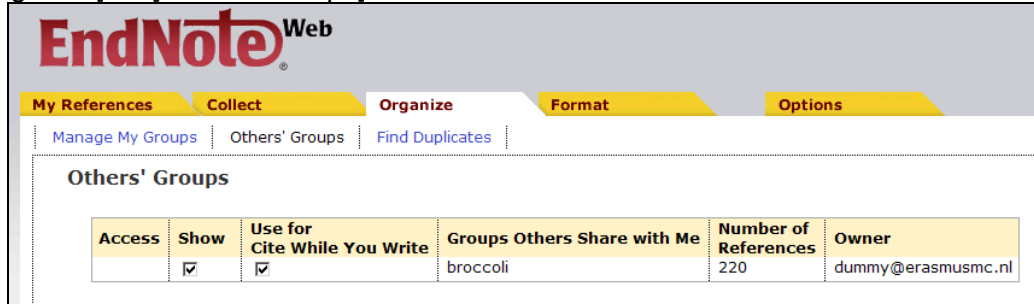 EndNote Web
®
My References Collect Organize Format Options
Manage My Groups Others' Groups Find Duplicates
Others' Groups
Access Show Use for Cite While You Write Groups Others Share with Me Number of References Owner
broccoli 220 dummy@erasmusmc.nl